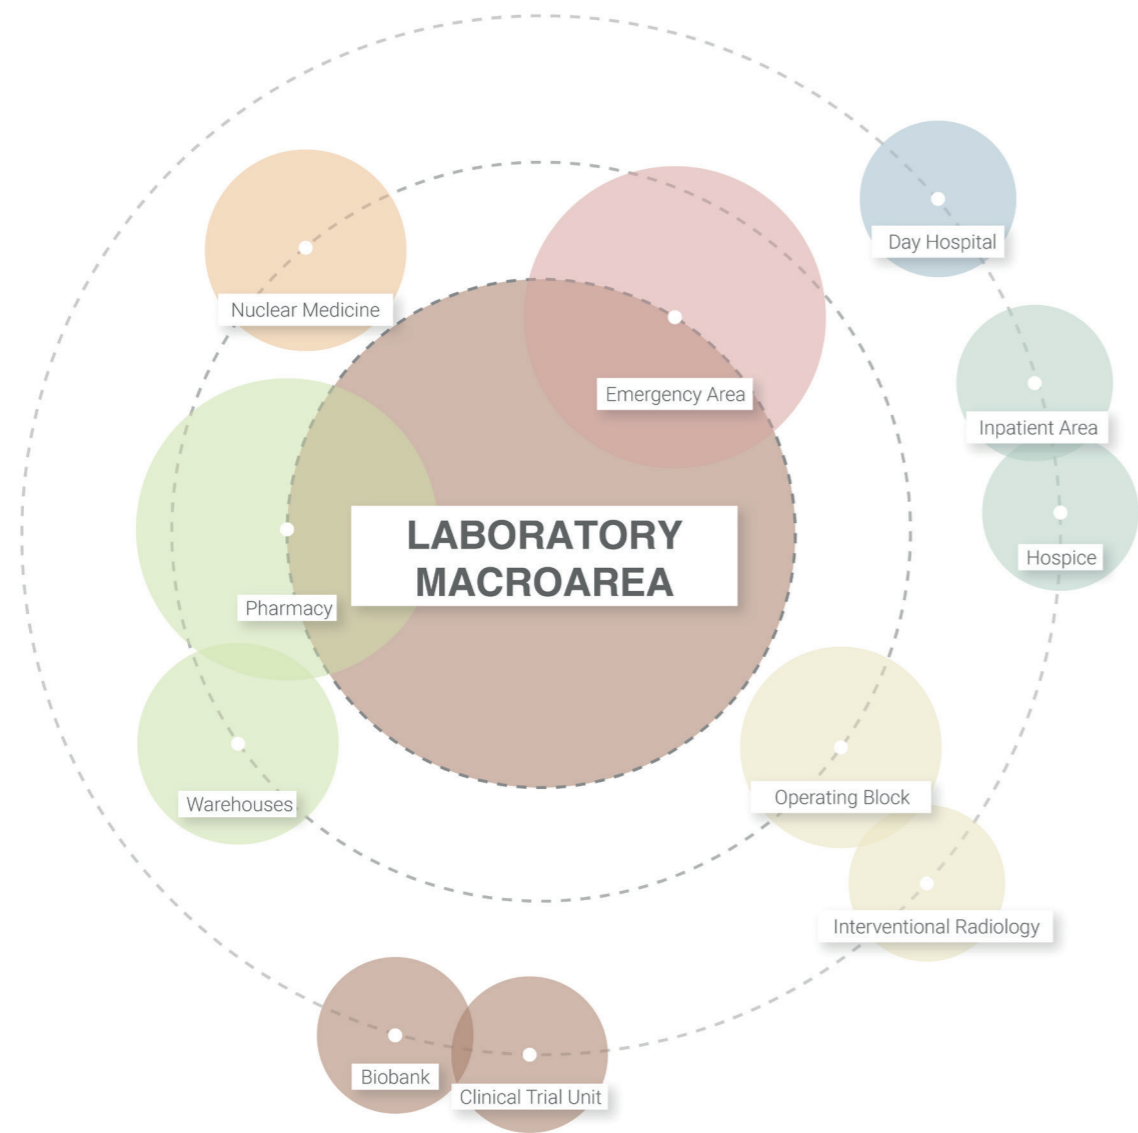 Day Hospital
Nuclear Medicine
Emergency Area
Inpatient Area
LABORATORY
MACROAREA
Hospice
Pharmacy
Operating Block
Warehouses
Interventional Radiology
Biobank
Clinical Trial Unit